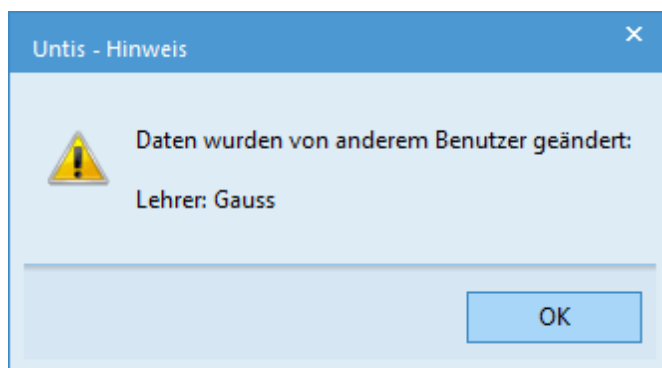 Untis - Hinweis
Daten wurden von anderem Benutzer geändert:
Lehrer: Gauss
OK